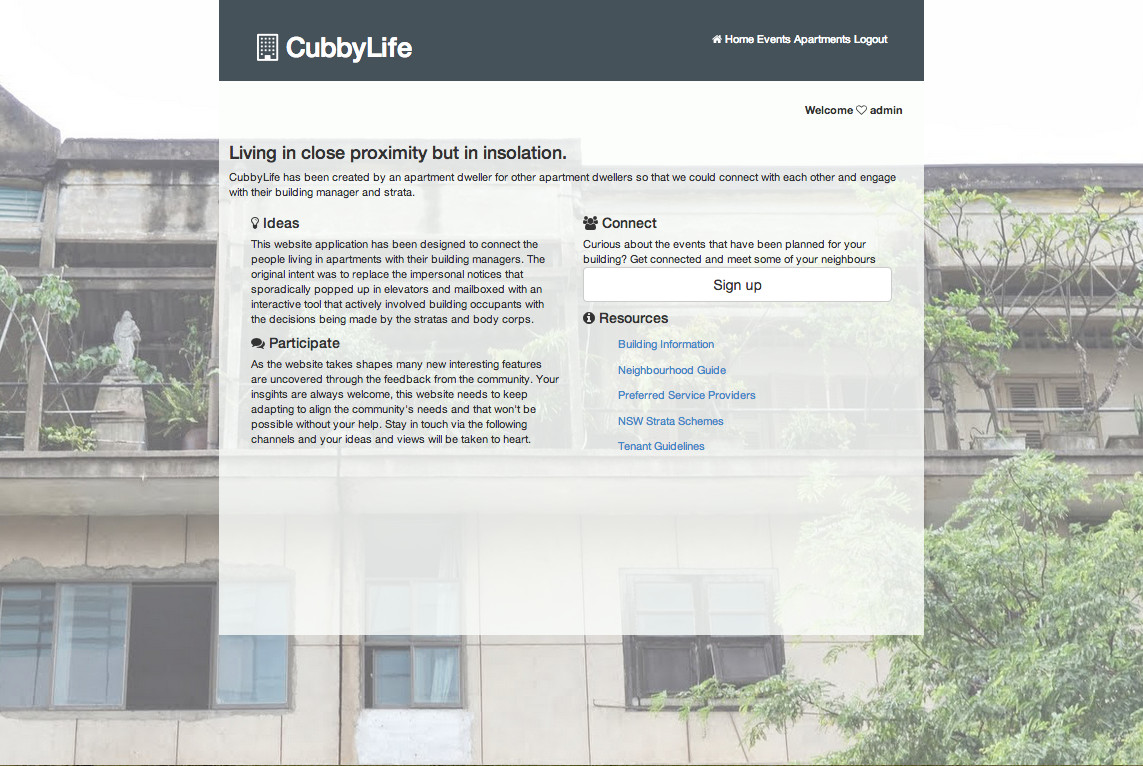 CubbyLife
Home Events Apartments Logout
Welcome ♡ admin
Living in close proximity but in insolation.
CubbyLife has been created by an apartment dweller for other apartment dwellers so that we could connect with each other and engage
with their building manager and strata.
Ideas
This website application has been designed to connect the
people living in apartments with their building managers. The
original intent was to replace the impersonal notices that
sporadically popped up in elevators and mailboxed with an
interactive tool that actively involved building occupants with
the decisions being made by the stratas and body corps.
Participate
As the website takes shapes many new interesting features
are uncovered through the feedback from the community. Your
insgihts are always welcome, this website needs to keep
adapting to align the community's needs and that won't be
possible without your help. Stay in touch via the following
channels and your ideas and views will be taken to heart.
Connect
Curious about the events that have been planned for your
building? Get connected and meet some of your neighbours
Sign up
Resources
Building Information
Neighbourhood Guide
Preferred Service Providers
NSW Strata Schemes
Tenant Guidelines